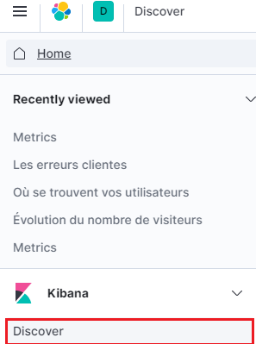 D Discover
Home
Recently viewed
Metrics
Les erreurs clientes
Où se trouvent vos utilisateurs
Évolution du nombre de visiteurs
Metrics
Kibana
Discover